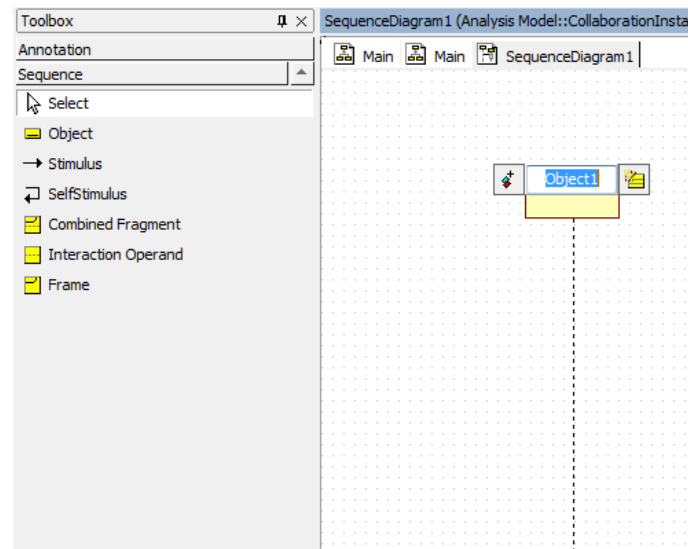 Toolbox
SequenceDiagram1 (Analysis Model::CollaborationInsta
Annotation
Main
Main
SequenceDiagram1
Sequence
Select
Object
Stimulus
SelfStimulus
Combined Fragment
Interaction Operand
Frame
Object1